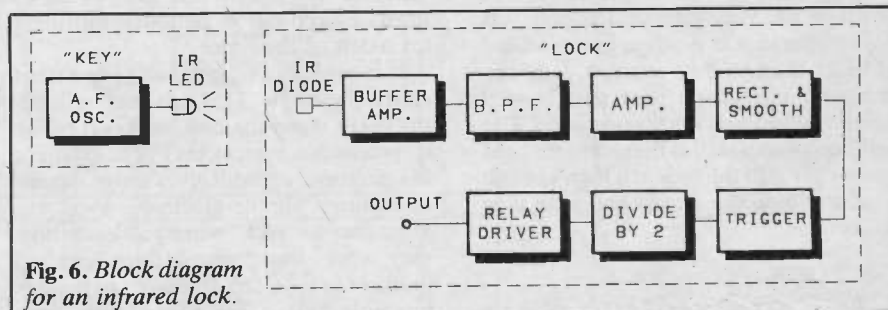 "KEY"
IR
LED
A.F.
OSC.
"LOCK"
IR
DIODE
BUFFER
AMP.
B.P.F.
AMP.
RECT. &
SMOOTH
OUTPUT
RELAY
DRIVER
DIVIDE
BY 2
TRIGGER
Fig. 6. Block diagram
for an infrared lock.